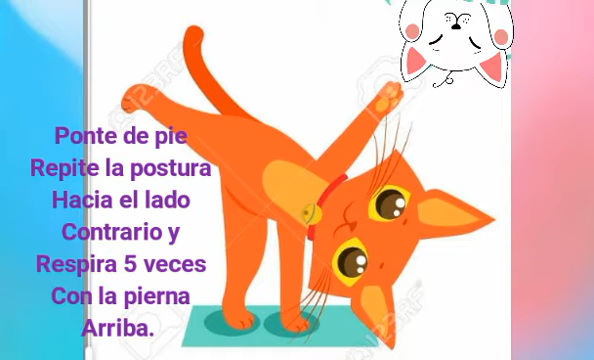 Ponte de pie
Repite la postura
Hacia el lado
Contrario y
Respira 5 veces
Con la pierna
Arriba.